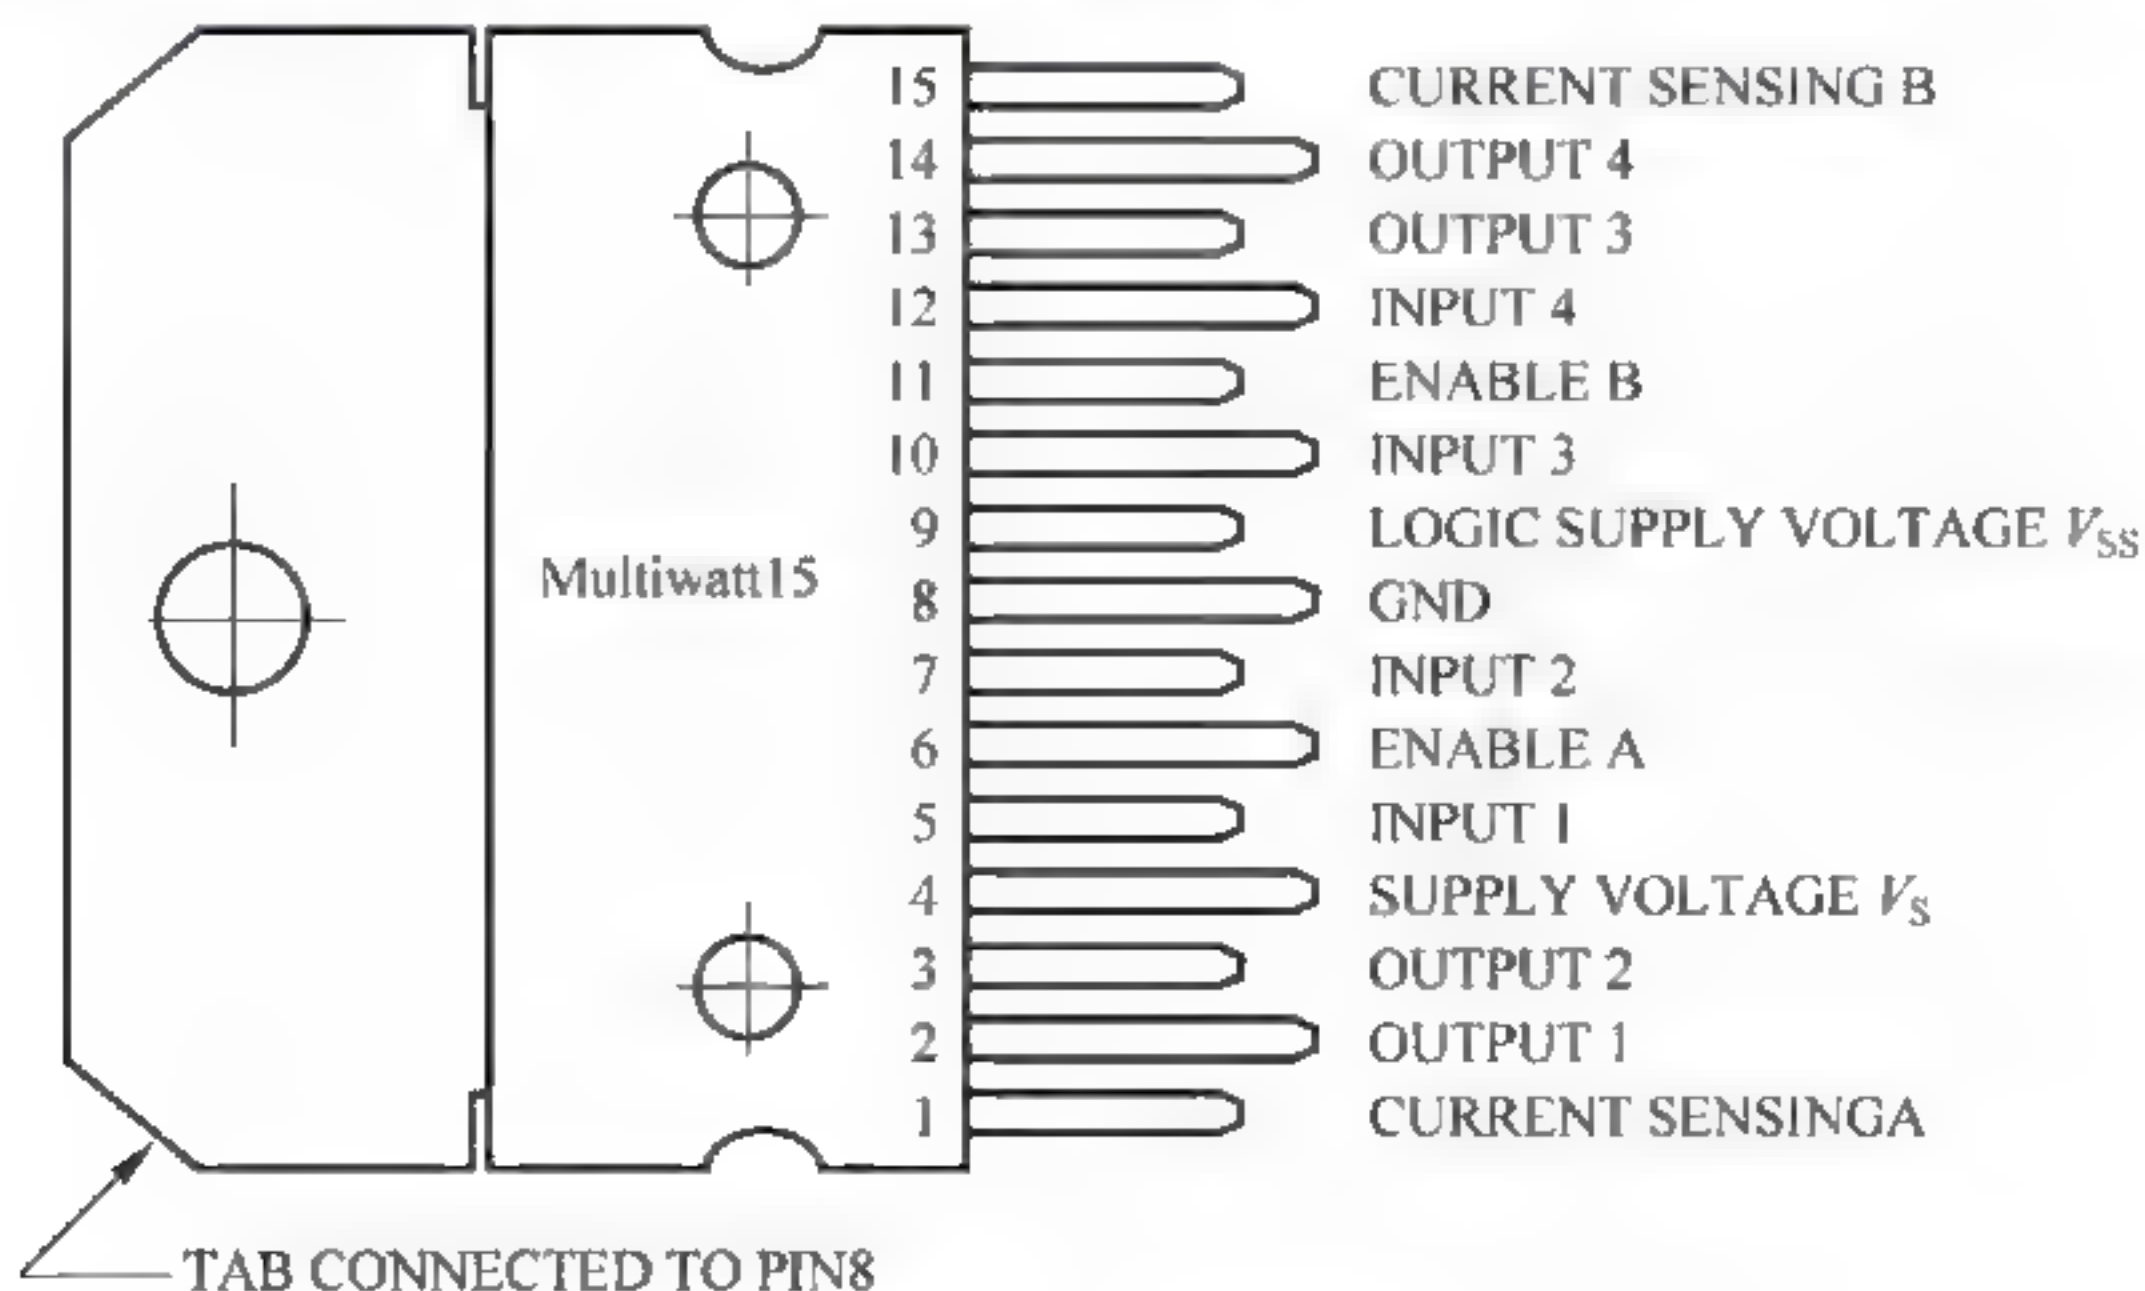 15 CURRENT SENSING B
14 OUTPUT 4
13 OUTPUT 3
12 INPUT 4
11 ENABLE B
10 INPUT 3
9 LOGIC SUPPLY VOLTAGE VSS
Multiwatt15
8 GND
7 INPUT 2
6 ENABLE A
5 INPUT 1
4 SUPPLY VOLTAGE VS
3 OUTPUT 2
2 OUTPUT 1
1 CURRENT SENSINGA
TAB CONNECTED TO PIN8